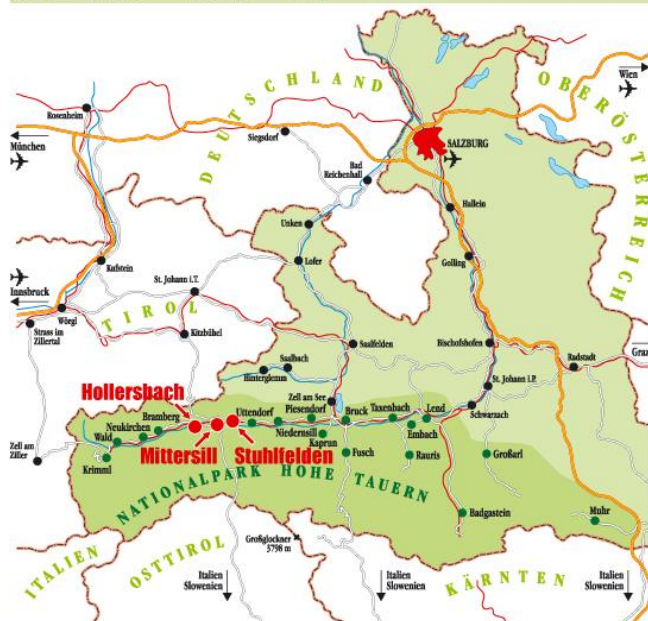 DEUTSCHLAND
OBERÖSTERREICH
Wien
Rosenheim
Siegsdorf
SALZBURG
München
Bad
Reichenhall
Hallein
Unken
Golling
Lofer
Kufstein
St. Johann i.T.
Innsbruck
TIROL
Wörgl
Strass im
Zillertal
Kitzbühel
Saalfelden
Bischofshofen
Radstadt
Graz
Saalbach
Hinterglemm
St. Johann i.P.
Zell am See
Hollersbach
Schwarzach
Bramberg
Uttendorf
Piesendorf
Bruck
Taxenbach
Lend
Neukirchen
Wald
Niedernsill
Embach
Zell am
Ziller
Mittersill
Stuhlfelden
Kaprun
Krimml
Fusch
Rauris
Großarl
NATIONALPARK HOHE TAUERN
Badgastein
Muhr
Großglockner
3798 m
ITALIEN
OSTTIROL
KÄRNTEN
Italien
Slowenien
Italien
Slowenien
Italien
Slowenien